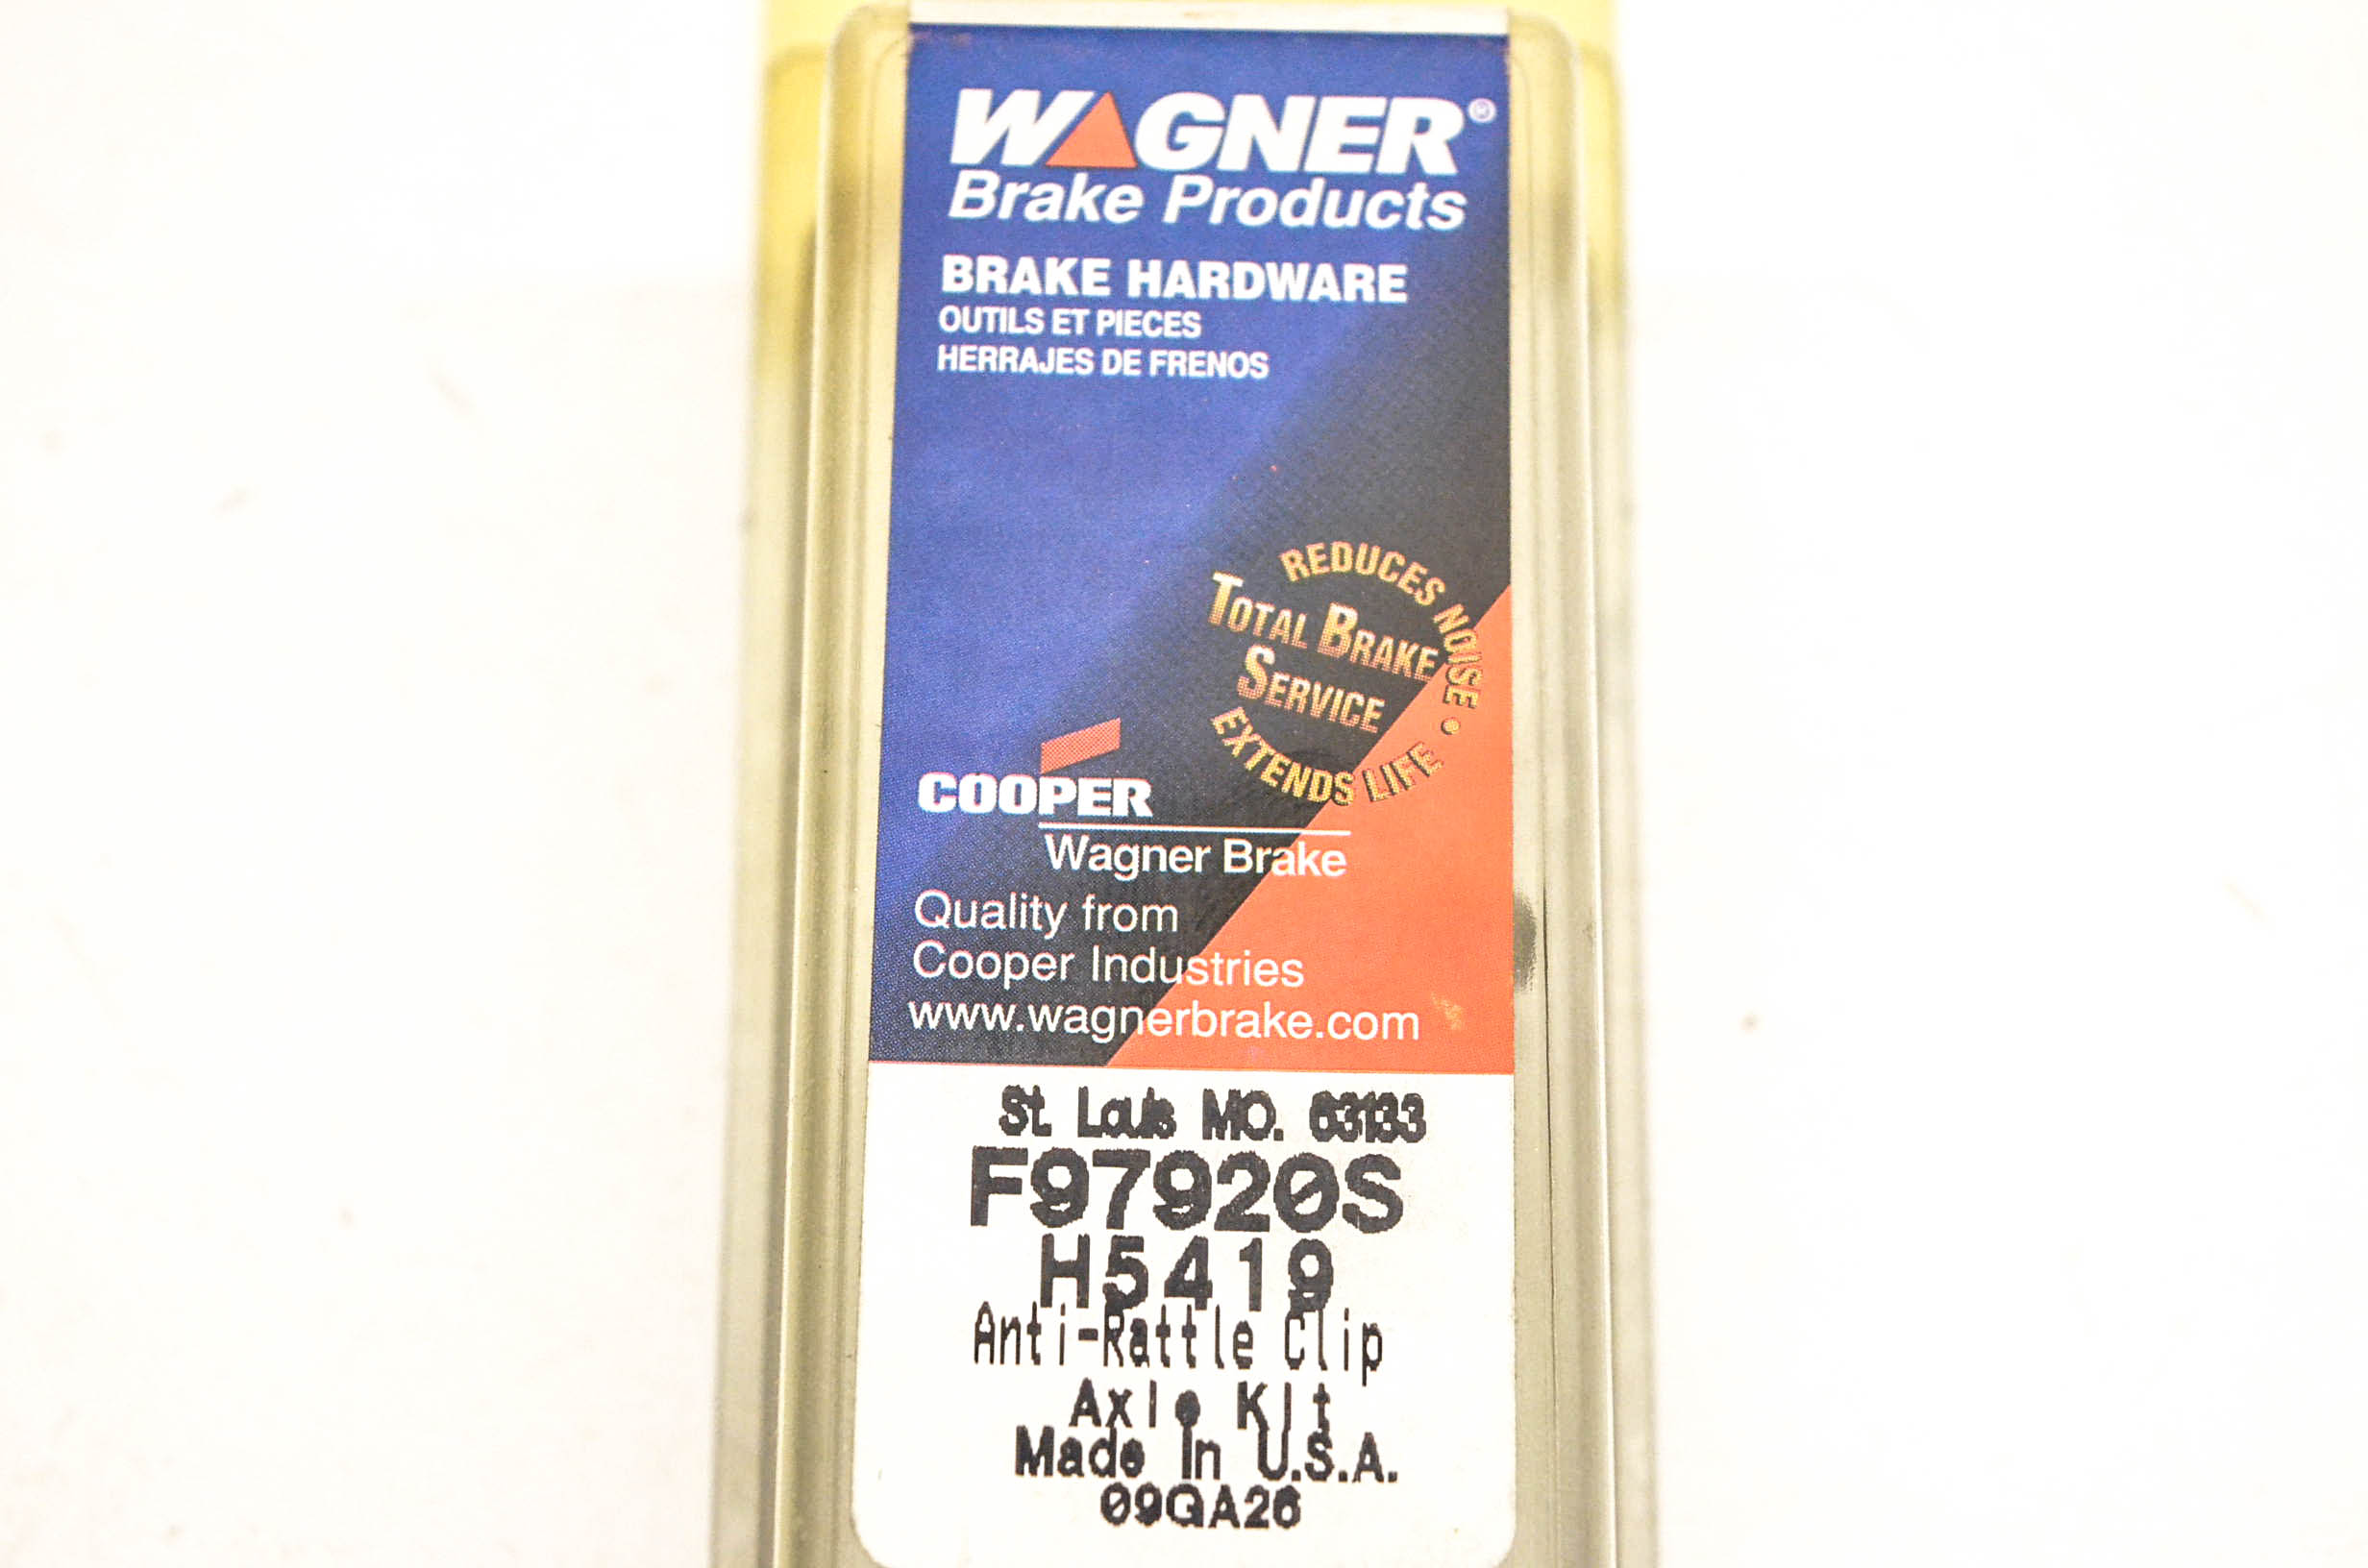 WAGNER®
Brake Products
BRAKE HARDWARE
OUTILS ET PIECES
HERRAJES DE FRENOS
REDUCES NOISE • EXTENDS LIFE
TOTAL BRAKE
SERVICE
COOPER
Wagner Brake
Quality from
Cooper Industries
www.wagnerbrake.com
St. Louis MO. 63133
F97920S
H5419
Anti-Rattle Clip
Axle Kit
Made In U.S.A.
09GA26